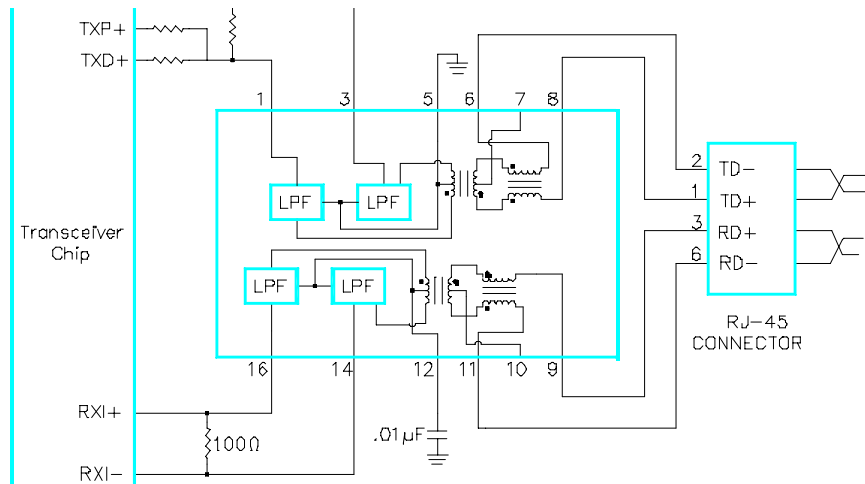 TXP+
TXD+
1 3 5 6 7 8
LPF LPF
Transceiver
Chip
LPF LPF
2 TD-
1 TD+
3 RD+
6 RD-
RJ-45
CONNECTOR
16 14 12 11 10 9
RXI+
100Ω
.01µF
RXI-